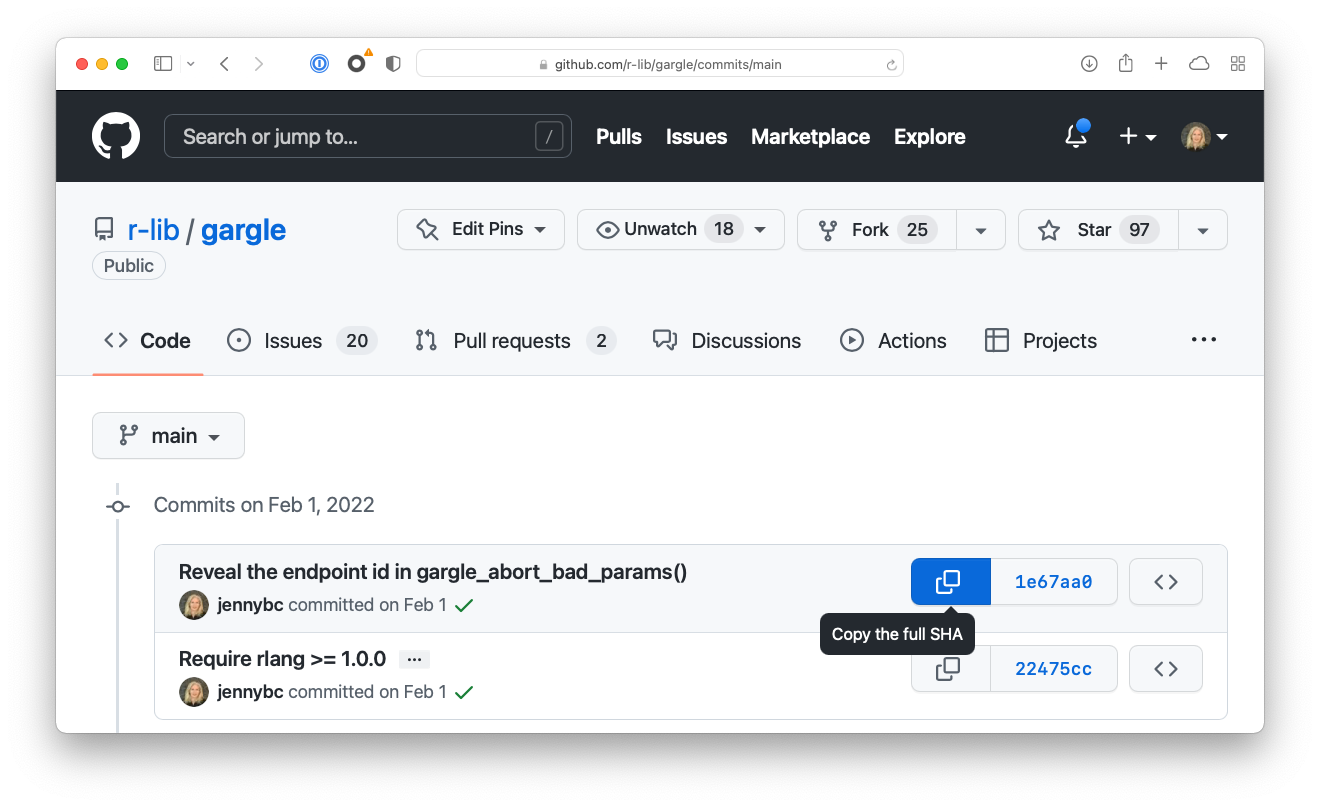 github.com/r-lib/gargle/commits/main
Search or jump to... /
Pulls Issues Marketplace Explore
r-lib / gargle
Public
Edit Pins
Unwatch 18
Fork 25
Star 97
Code
Issues 20
Pull requests 2
Discussions
Actions
Projects
main
Commits on Feb 1, 2022
Reveal the endpoint id in gargle_abort_bad_params()
jennybc committed on Feb 1
1e67aa0
Copy the full SHA
Require rlang >= 1.0.0 ...
jennybc committed on Feb 1
22475cc